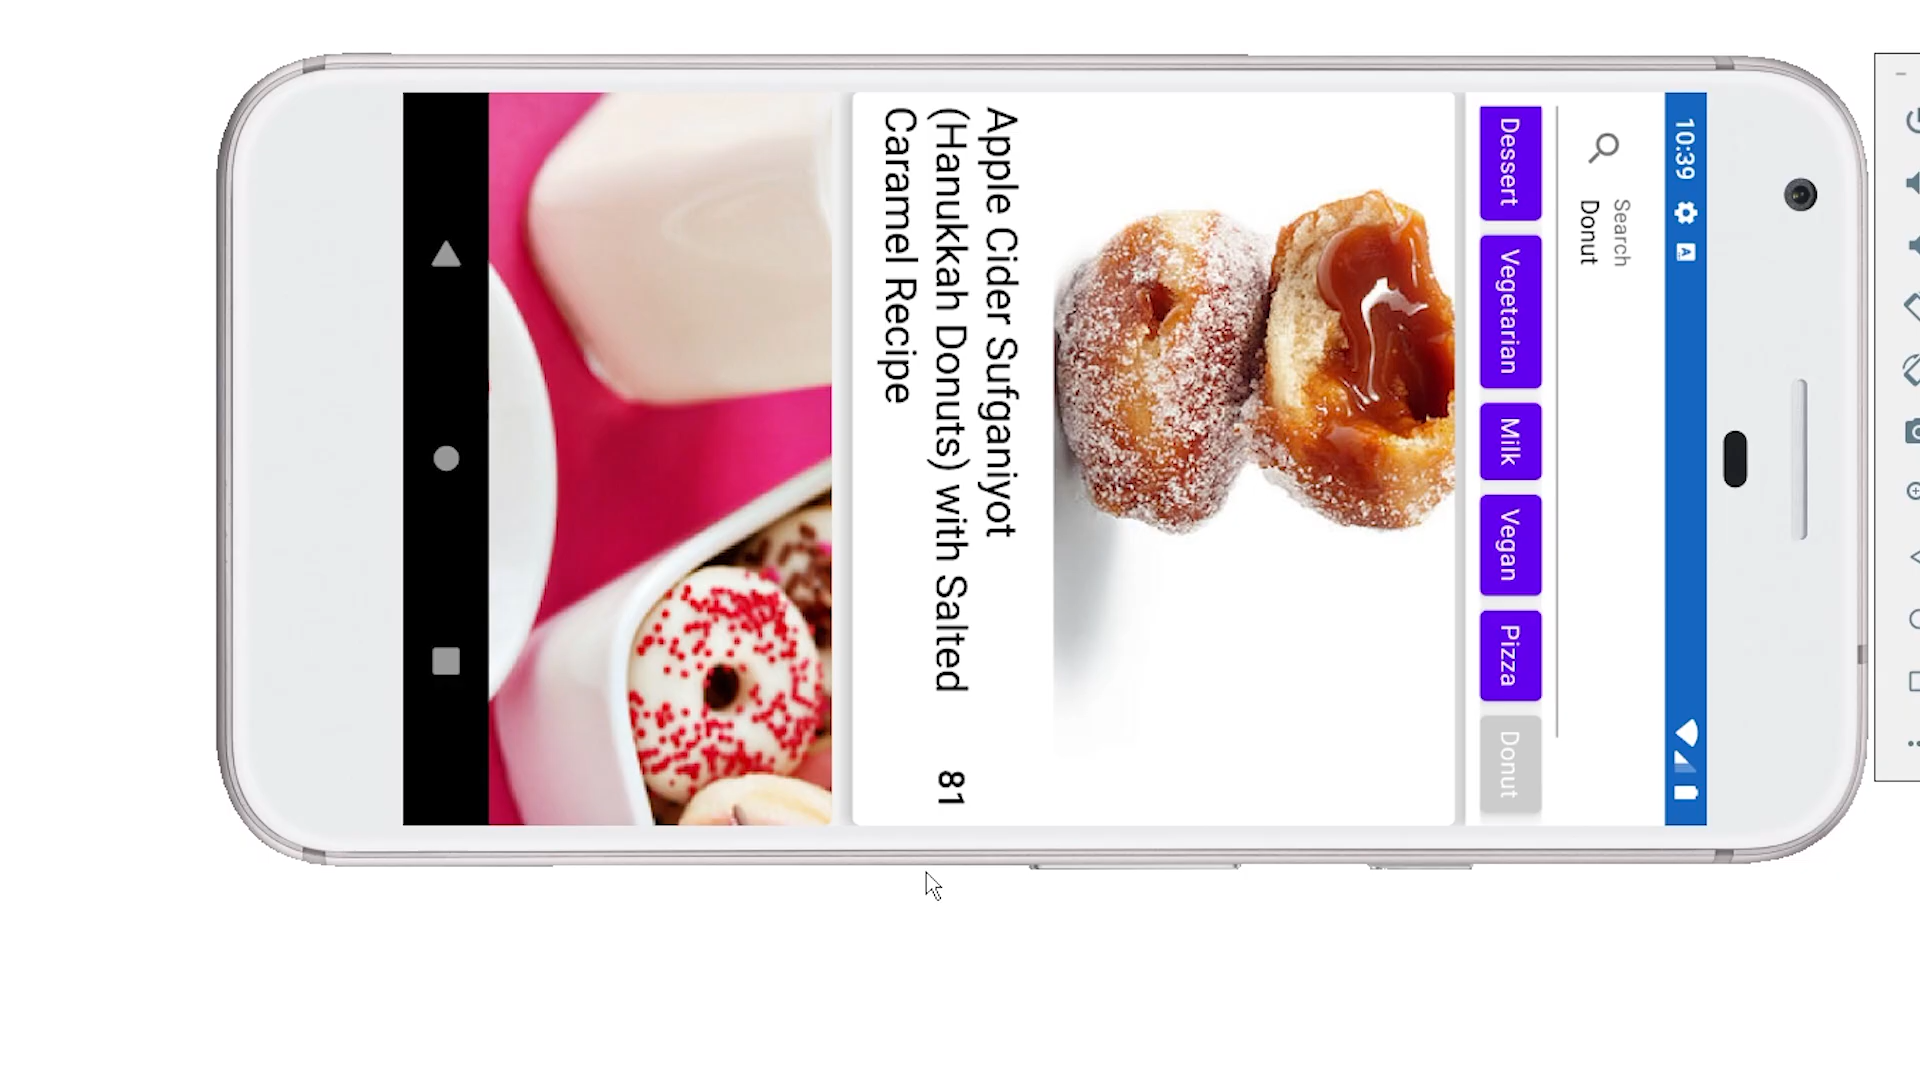 10:39
Search
Donut
Dessert
Vegetarian
Milk
Vegan
Pizza
Donut
Apple Cider Sufganiyot
(Hanukkah Donuts) with Salted
Caramel Recipe
81